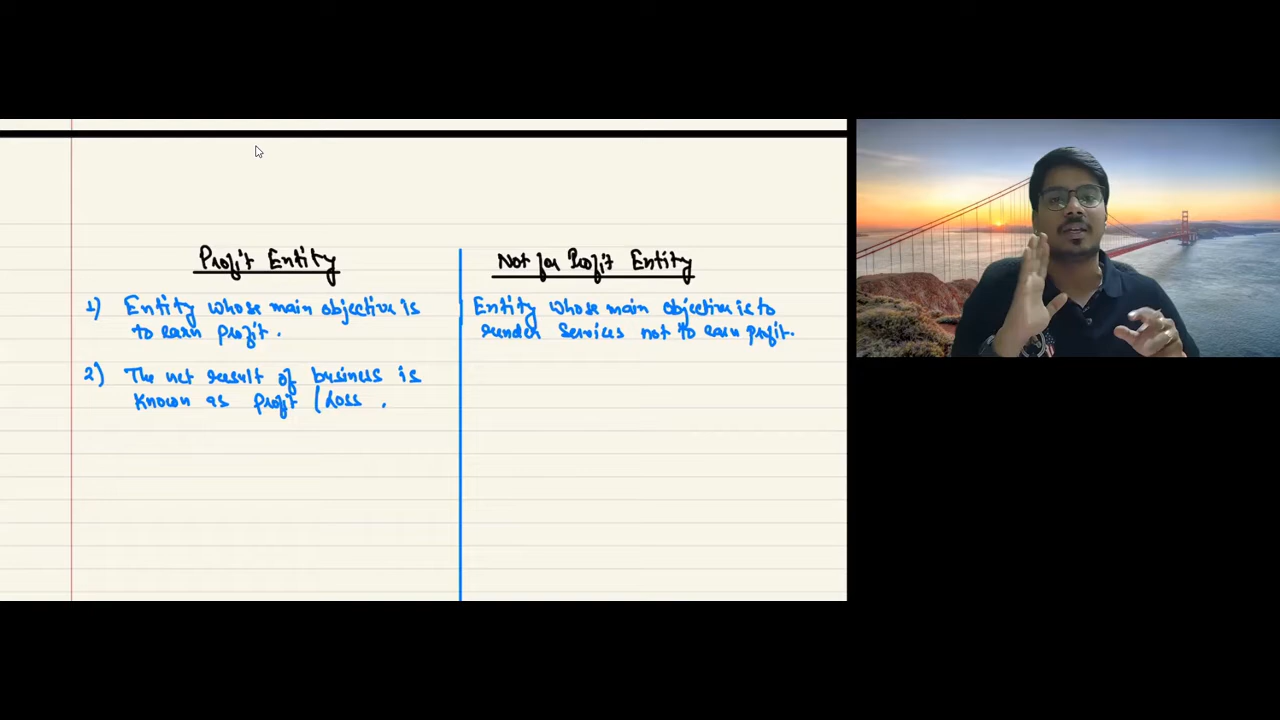 Profit Entity
Not for Profit Entity
1) Entity whose main objective is
to earn profit.
Entity whose main objective is to
render services not to earn profit.
2) The net result of business is
known as profit (Loss .